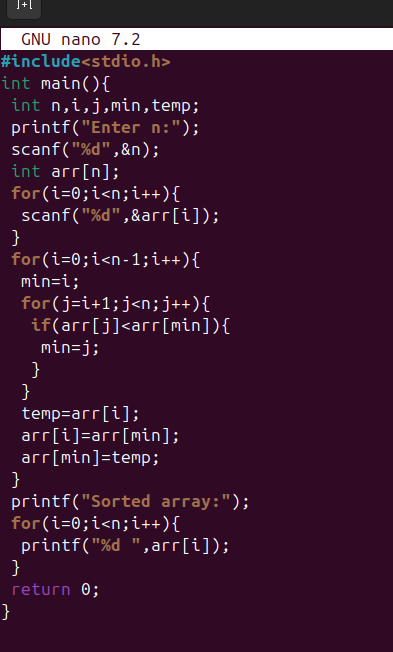 GNU nano 7.2
#include<stdio.h>
int main(){
 int n,i,j,min,temp;
 printf("Enter n:");
 scanf("%d",&n);
 int arr[n];
 for(i=0;i<n;i++){
  scanf("%d",&arr[i]);
 }
 for(i=0;i<n-1;i++){
  min=i;
  for(j=i+1;j<n;j++){
   if(arr[j]<arr[min]){
    min=j;
   }
  }
  temp=arr[i];
  arr[i]=arr[min];
  arr[min]=temp;
 }
 printf("Sorted array:");
 for(i=0;i<n;i++){
  printf("%d ",arr[i]);
 }
 return 0;
}